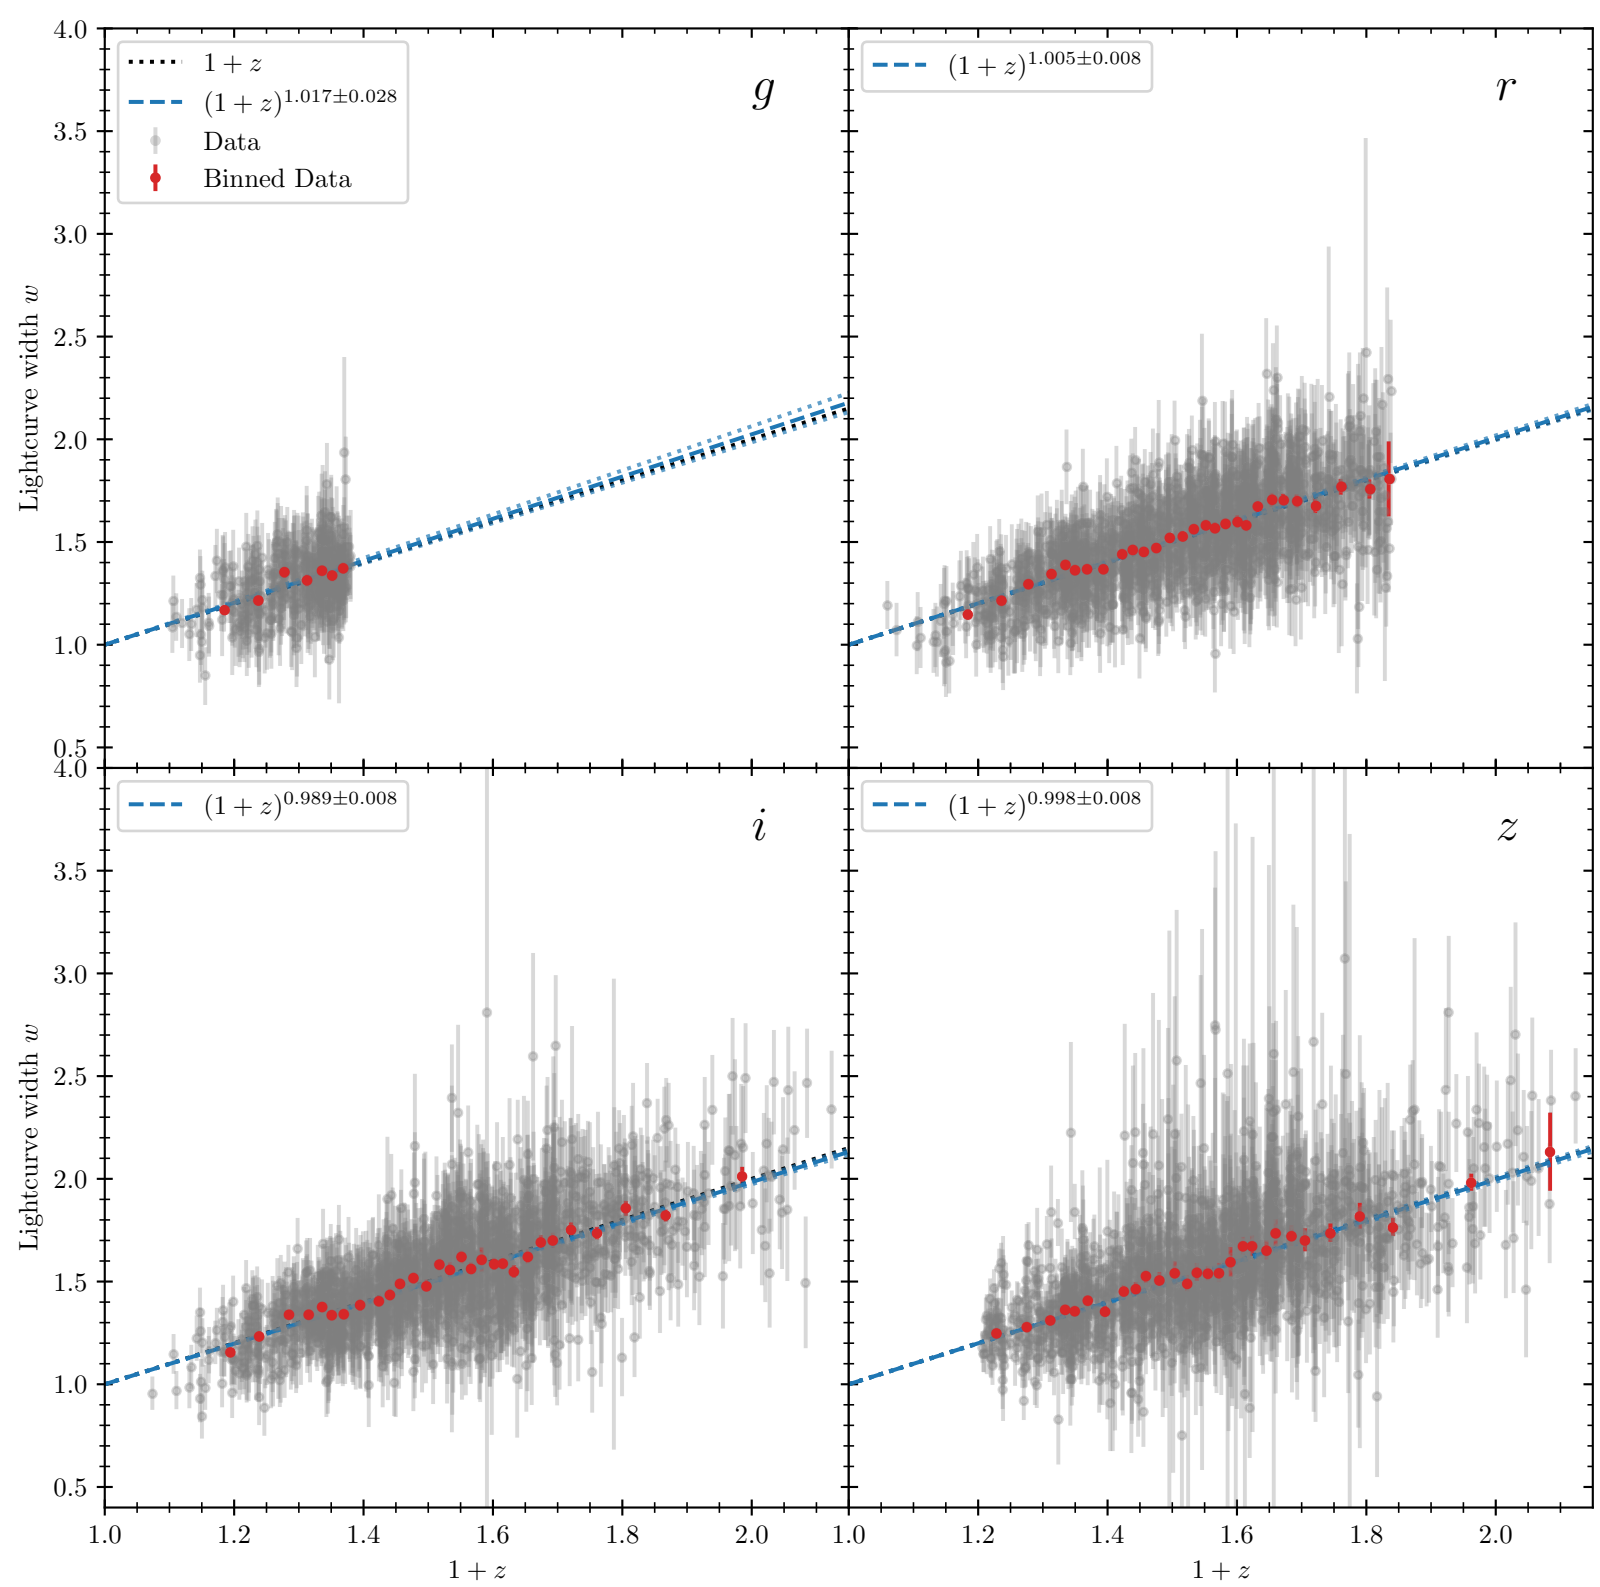 4.0
3.5
3.0
2.5
2.0
1.5
1.0
0.5
Lightcurve width w
1 + z
(1 + z)^1.017±0.028
Data
Binned Data
g
(1 + z)^1.005±0.008
r
4.0
3.5
3.0
2.5
2.0
1.5
1.0
0.5
Lightcurve width w
(1 + z)^0.989±0.008
i
(1 + z)^0.998±0.008
z
1.0 1.2 1.4 1.6 1.8 2.0 1.0 1.2 1.4 1.6 1.8 2.0
1 + z 1 + z